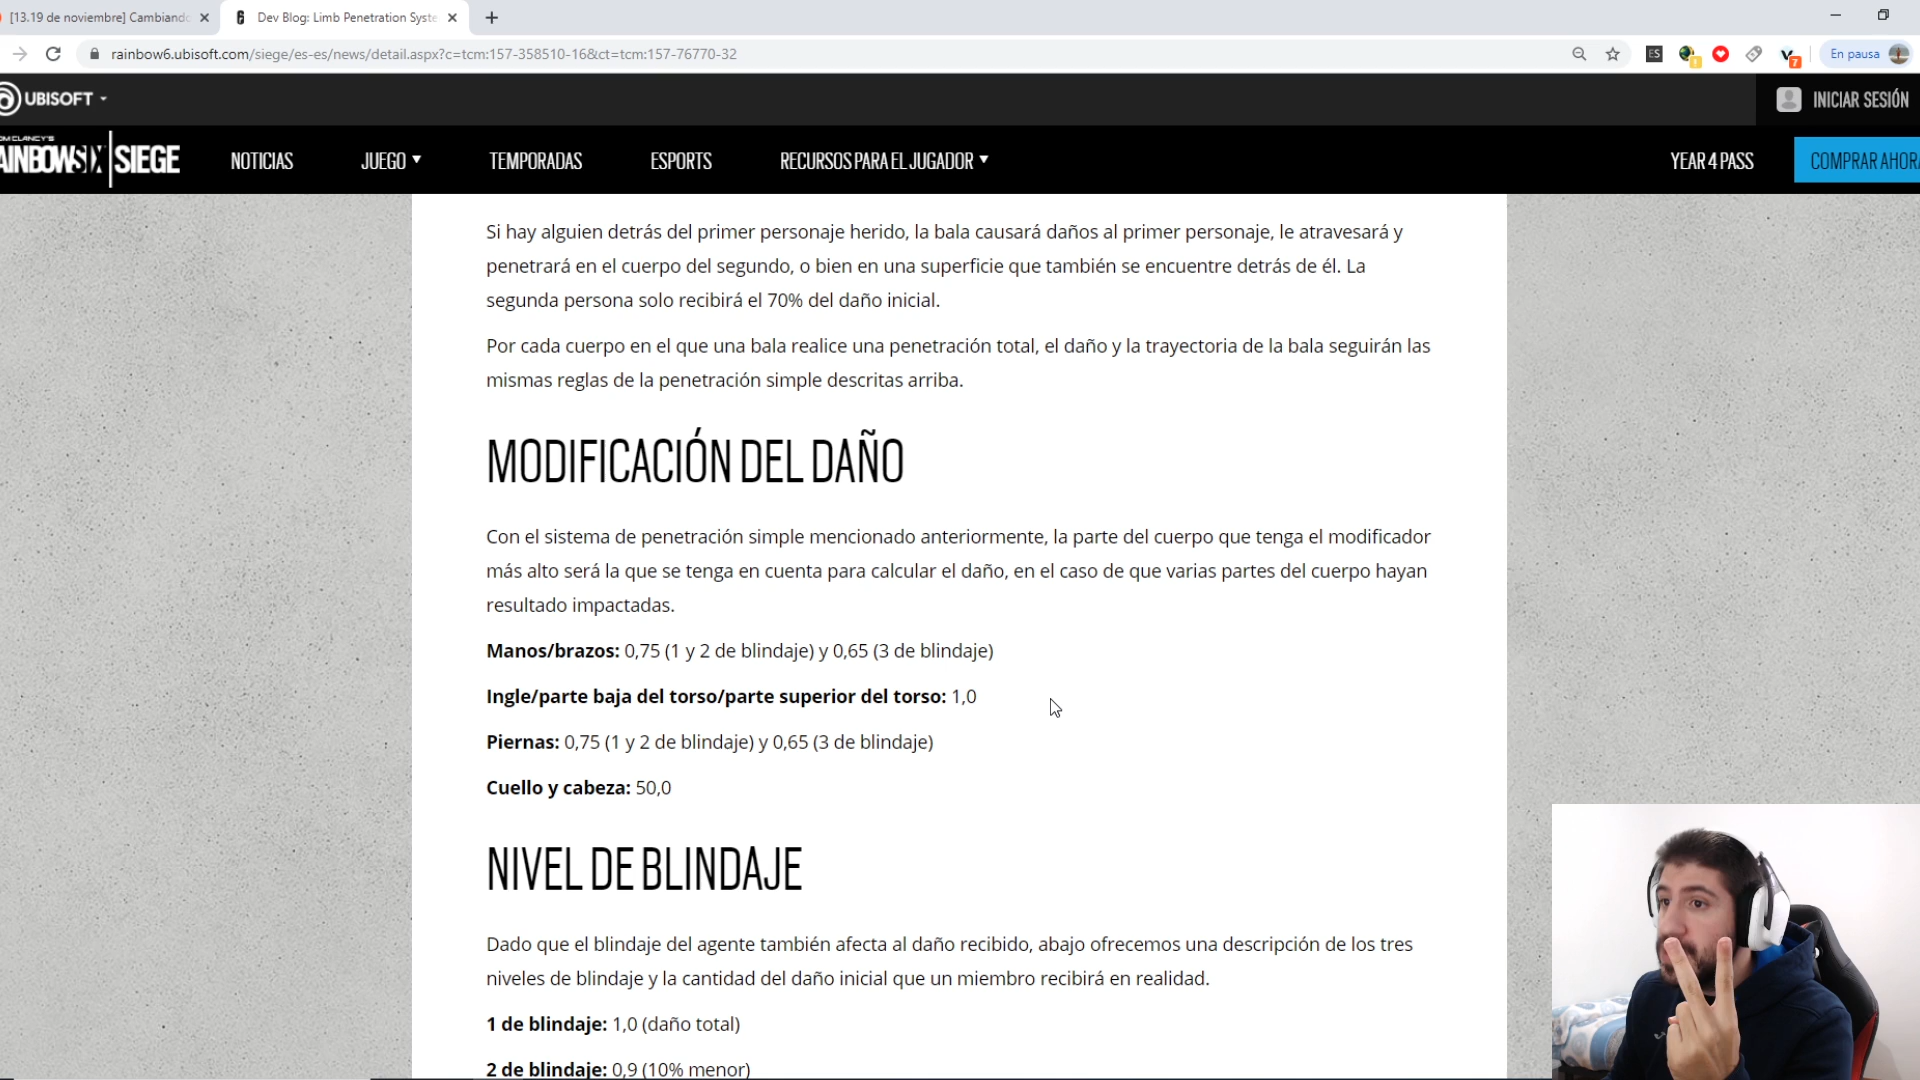 [13.19 de noviembre] Cambiando
Dev Blog: Limb Penetration Syste
rainbow6.ubisoft.com/siege/es-es/news/detail.aspx?c=tcm:157-358510-16&ct=tcm:157-76770-32
ES
7
En pausa
UBISOFT
INICIAR SESIÓN
OM CLANCY'S
AINBOWSIX SIEGE
NOTICIAS
JUEGO
TEMPORADAS
ESPORTS
RECURSOS PARA EL JUGADOR
YEAR 4 PASS
COMPRAR AHORA
Si hay alguien detrás del primer personaje herido, la bala causará daños al primer personaje, le atravesará y
penetrará en el cuerpo del segundo, o bien en una superficie que también se encuentre detrás de él. La
segunda persona solo recibirá el 70% del daño inicial.
Por cada cuerpo en el que una bala realice una penetración total, el daño y la trayectoria de la bala seguirán las
mismas reglas de la penetración simple descritas arriba.
MODIFICACIÓN DEL DAÑO
Con el sistema de penetración simple mencionado anteriormente, la parte del cuerpo que tenga el modificador
más alto será la que se tenga en cuenta para calcular el daño, en el caso de que varias partes del cuerpo hayan
resultado impactadas.
Manos/brazos: 0,75 (1 y 2 de blindaje) y 0,65 (3 de blindaje)
Ingle/parte baja del torso/parte superior del torso: 1,0
Piernas: 0,75 (1 y 2 de blindaje) y 0,65 (3 de blindaje)
Cuello y cabeza: 50,0
NIVEL DE BLINDAJE
Dado que el blindaje del agente también afecta al daño recibido, abajo ofrecemos una descripción de los tres
niveles de blindaje y la cantidad del daño inicial que un miembro recibirá en realidad.
1 de blindaje: 1,0 (daño total)
2 de blindaje: 0,9 (10% menor)